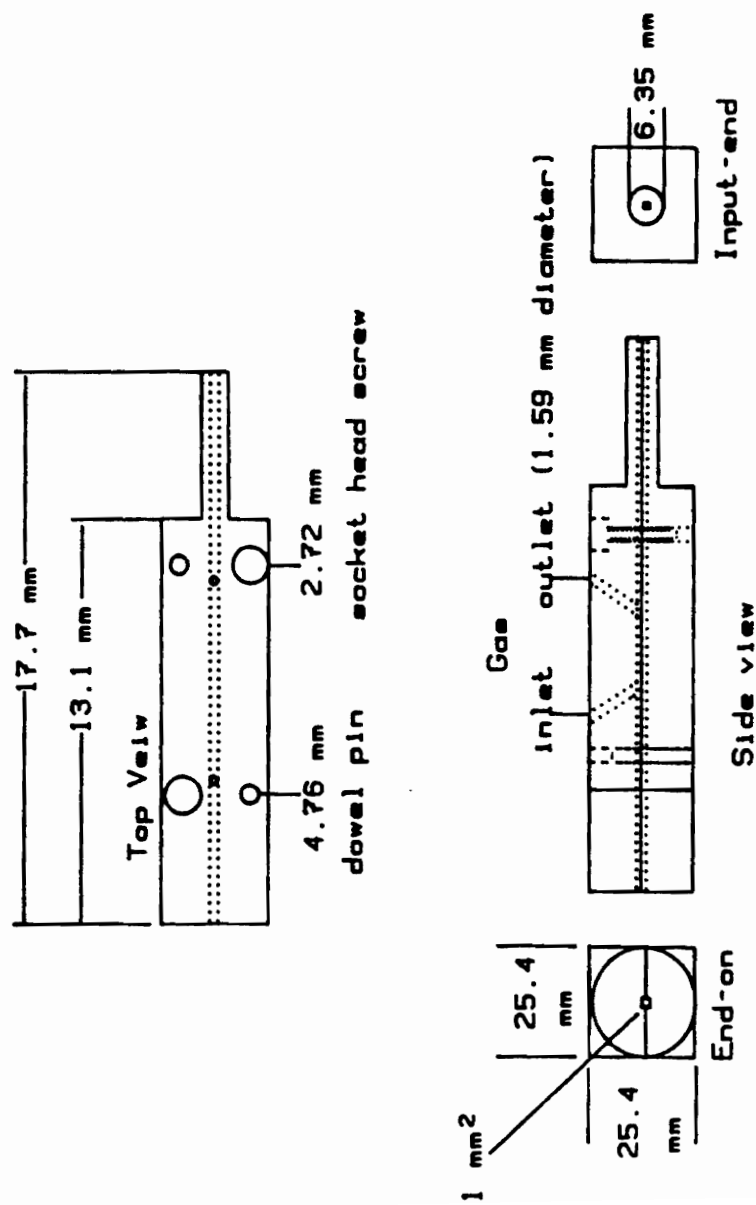 17.7 mm
13.1 mm
Top Veiw
4.76 mm
dowel pin
2.72 mm
socket head screw
Gas
inlet outlet (1.59 mm diameter)
1 mm²
25.4
mm
25.4
mm
6.35 mm
End-on
Side view
Input-end